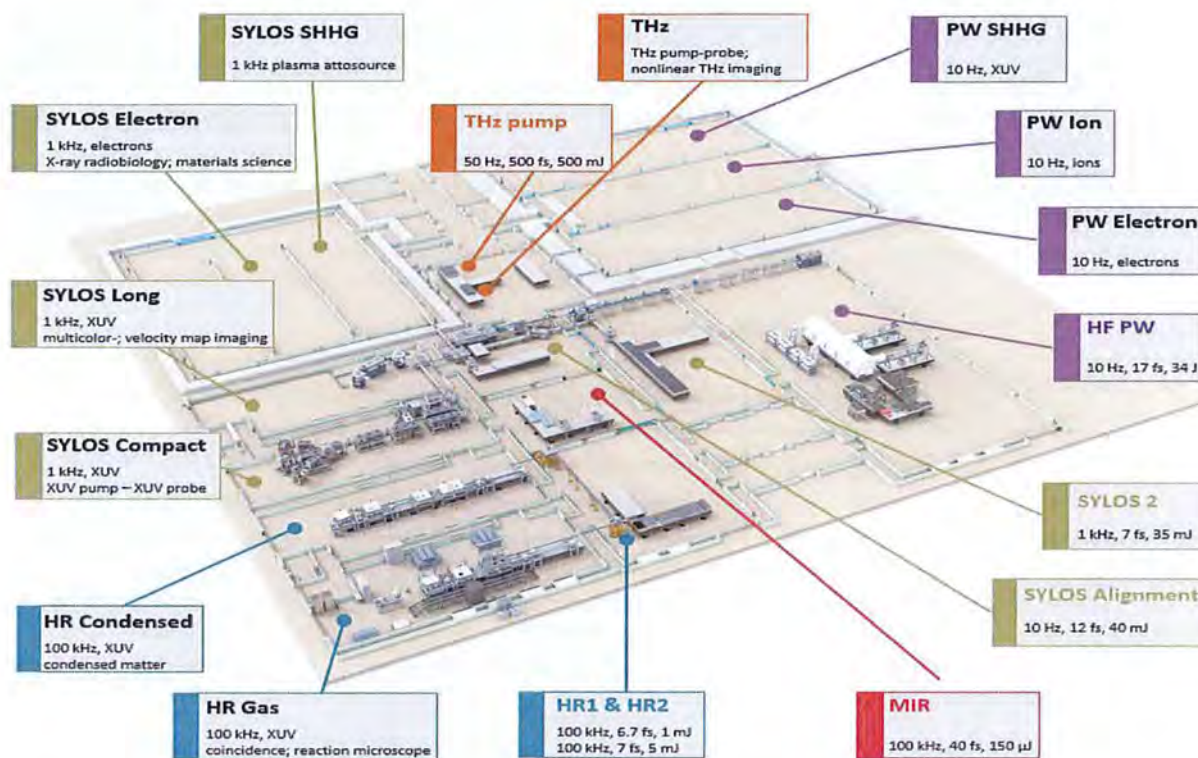 SYLOS SHHG
1 kHz plasma attosource
THz
THz pump-probe;
nonlinear THz imaging
PW SHHG
10 Hz, XUV
SYLOS Electron
1 kHz, electrons
X-ray radiobiology; materials science
THz pump
50 Hz, 500 fs, 500 mJ
PW Ion
10 Hz, ions
PW Electron
10 Hz, electrons
SYLOS Long
1 kHz, XUV
multicolor-; velocity map imaging
HF PW
10 Hz, 17 fs, 34 J
SYLOS Compact
1 kHz, XUV
XUV pump – XUV probe
SYLOS 2
1 kHz, 7 fs, 35 mJ
SYLOS Alignment
10 Hz, 12 fs, 40 mJ
HR Condensed
100 kHz, XUV
condensed matter
HR Gas
100 kHz, XUV
coincidence; reaction microscope
HR1 & HR2
100 kHz, 6.7 fs, 1 mJ
100 kHz, 7 fs, 5 mJ
MIR
100 kHz, 40 fs, 150 µJ